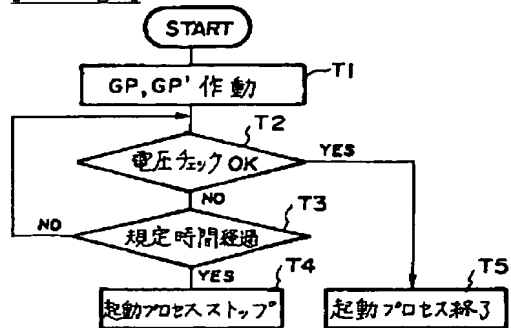 START
GP,GP' 作動
T1
T2
電圧チェックOK
YES
NO
T3
規定時間経過
NO
YES
T4
起動プロセスストップ
T5
起動プロセス終了